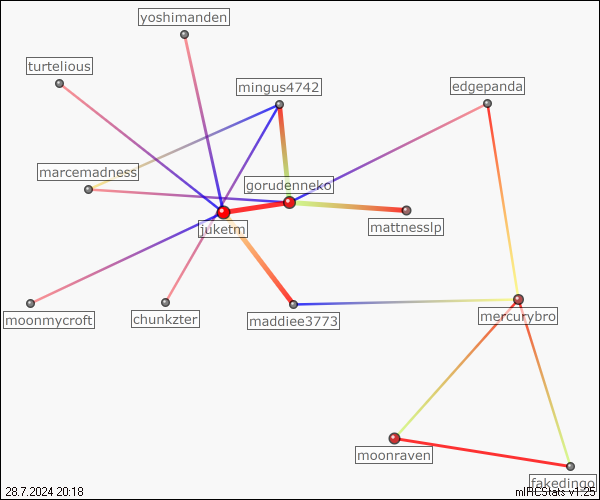 yoshimanden
turtelious
mingus4742
edgepanda
marcemadness
gorudenneko
juketm
mattnesslp
moonmycroft
chunkzter
maddiee3773
mercurybro
moonraven
fakedingo
28.7.2024 20:18
mIRCStats v1.25